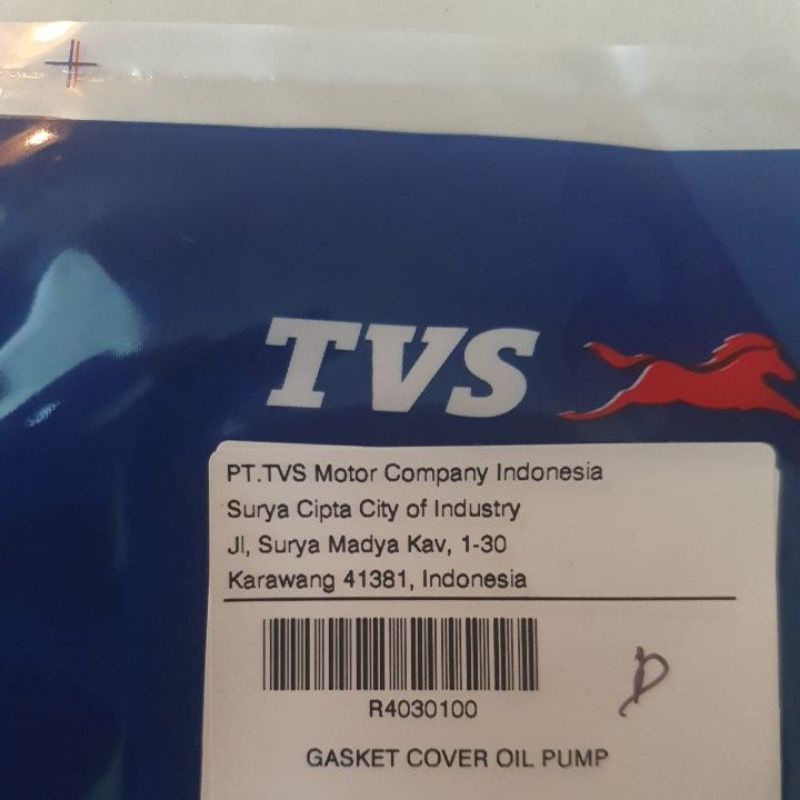 TVS
PT.TVS Motor Company Indonesia
Surya Cipta City of Industry
Jl, Surya Madya Kav, 1-30
Karawang 41381, Indonesia
R4030100
GASKET COVER OIL PUMP